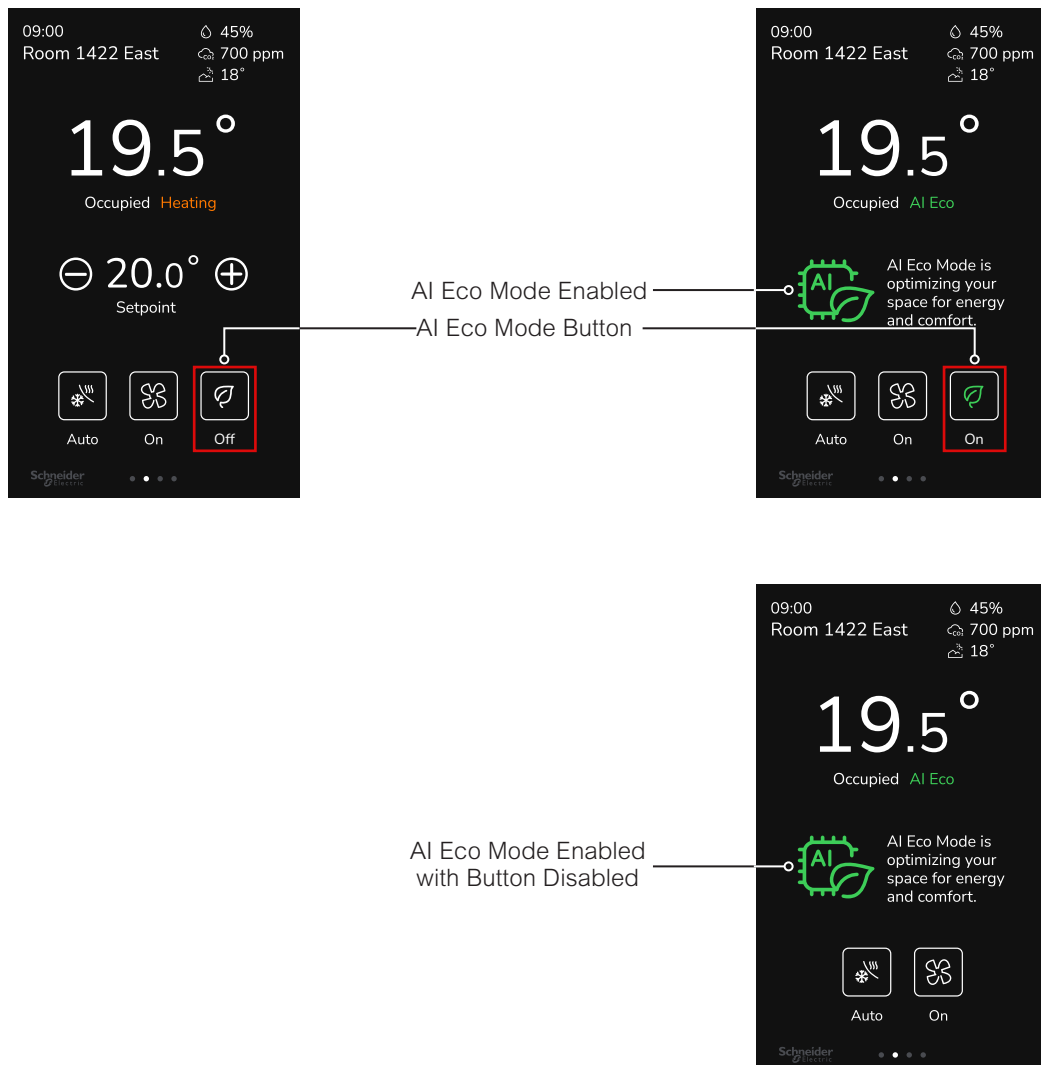 09:00
45%
Room 1422 East
700 ppm
18°
19.5°
Occupied Heating
20.0°
Setpoint
Auto
On
Off
Schneider
Electric
AI Eco Mode Enabled
AI Eco Mode Button
09:00
45%
Room 1422 East
700 ppm
18°
19.5°
Occupied AI Eco
AI
AI Eco Mode is
optimizing your
space for energy
and comfort.
Auto
On
On
Schneider
Electric
AI Eco Mode Enabled
with Button Disabled
09:00
45%
Room 1422 East
700 ppm
18°
19.5°
Occupied AI Eco
AI
AI Eco Mode is
optimizing your
space for energy
and comfort.
Auto
On
Schneider
Electric